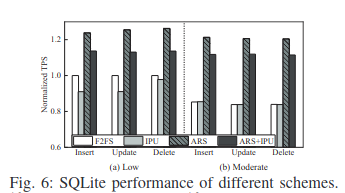 Normalized TPS
1.2
1.0
0.8
0.6
F2FS IPU ARS ARS+IPU
Insert Update Delete Insert Update Delete
(a) Low (b) Moderate
Fig. 6: SQLite performance of different schemes.